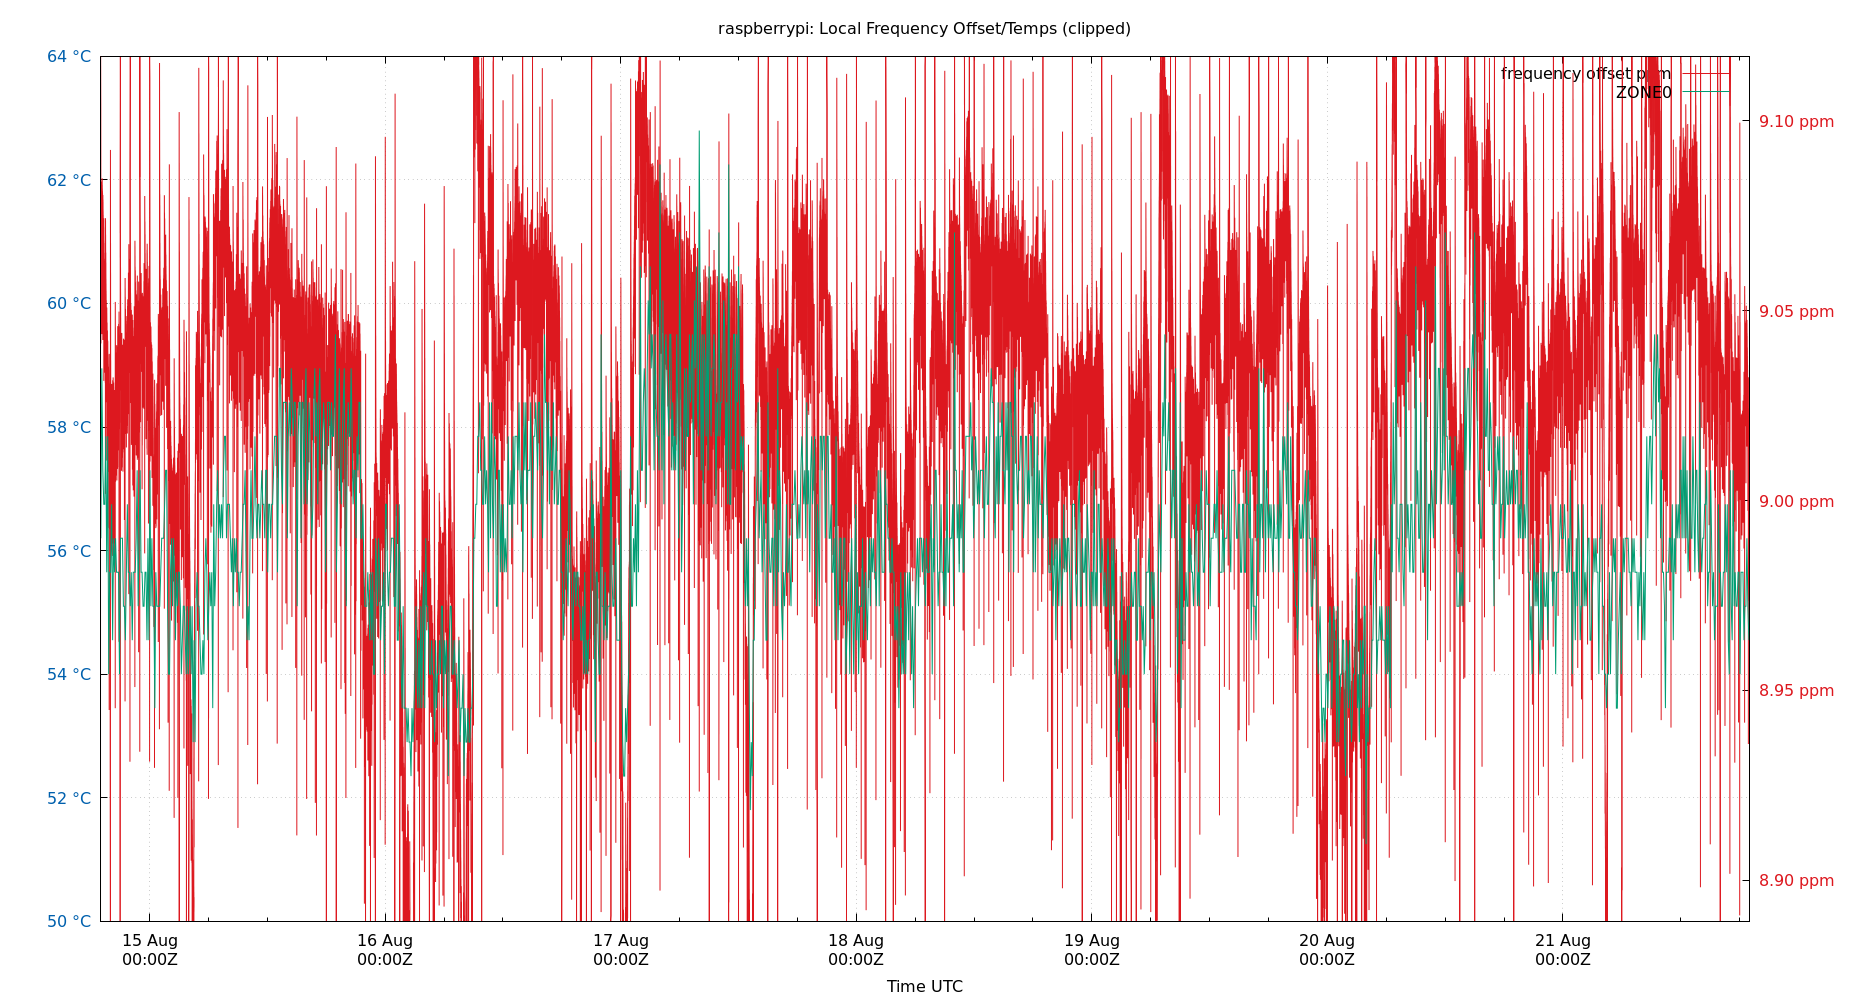 raspberrypi: Local Frequency Offset/Temps (clipped)
64 °C
62 °C
60 °C
58 °C
56 °C
54 °C
52 °C
50 °C
frequency offset ppm
ZONE0
9.10 ppm
9.05 ppm
9.00 ppm
8.95 ppm
8.90 ppm
15 Aug
00:00Z
16 Aug
00:00Z
17 Aug
00:00Z
18 Aug
00:00Z
19 Aug
00:00Z
20 Aug
00:00Z
21 Aug
00:00Z
Time UTC